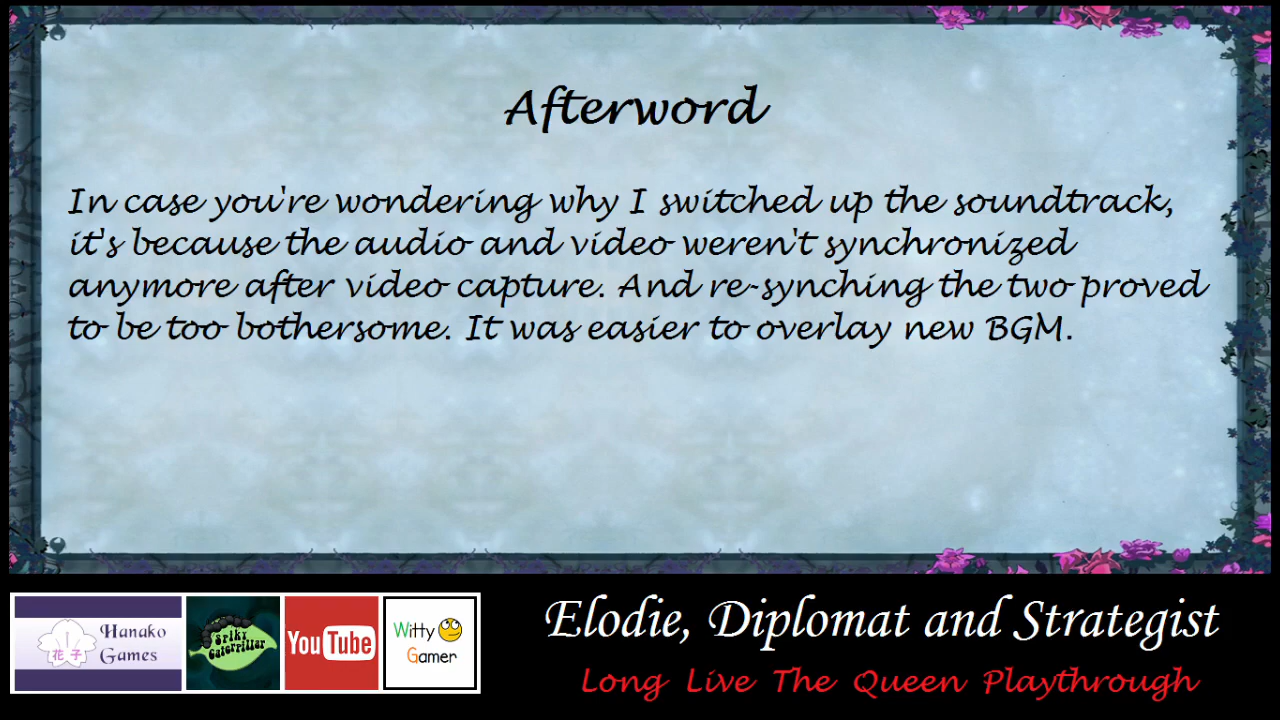 Afterword
In case you're wondering why I switched up the soundtrack,
it's because the audio and video weren't synchronized
anymore after video capture. And re-synching the two proved
to be too bothersome. It was easier to overlay new BGM.
Hanako
花子
Games
Spiky
Caterpillar
YouTube
Witty
Gamer
Elodie, Diplomat and Strategist
Long Live The Queen Playthrough